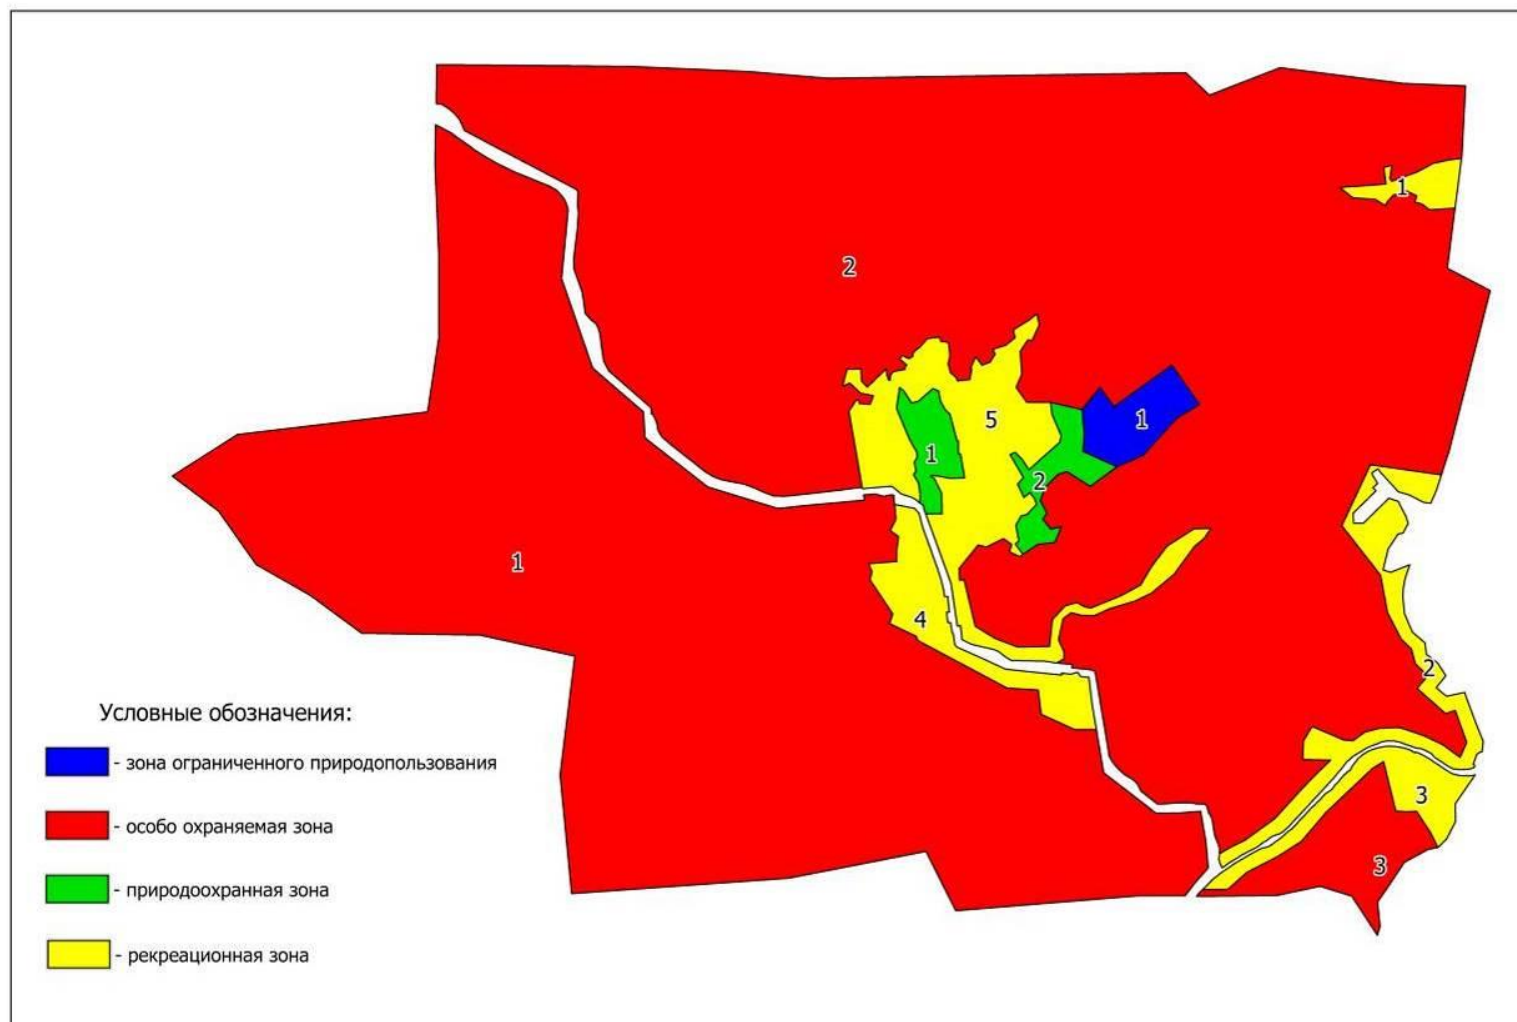 1
2
5
1
1
2
1
4
2
3
3
Условные обозначения:
- зона ограниченного природопользования
- особо охраняемая зона
- природоохранная зона
- рекреационная зона